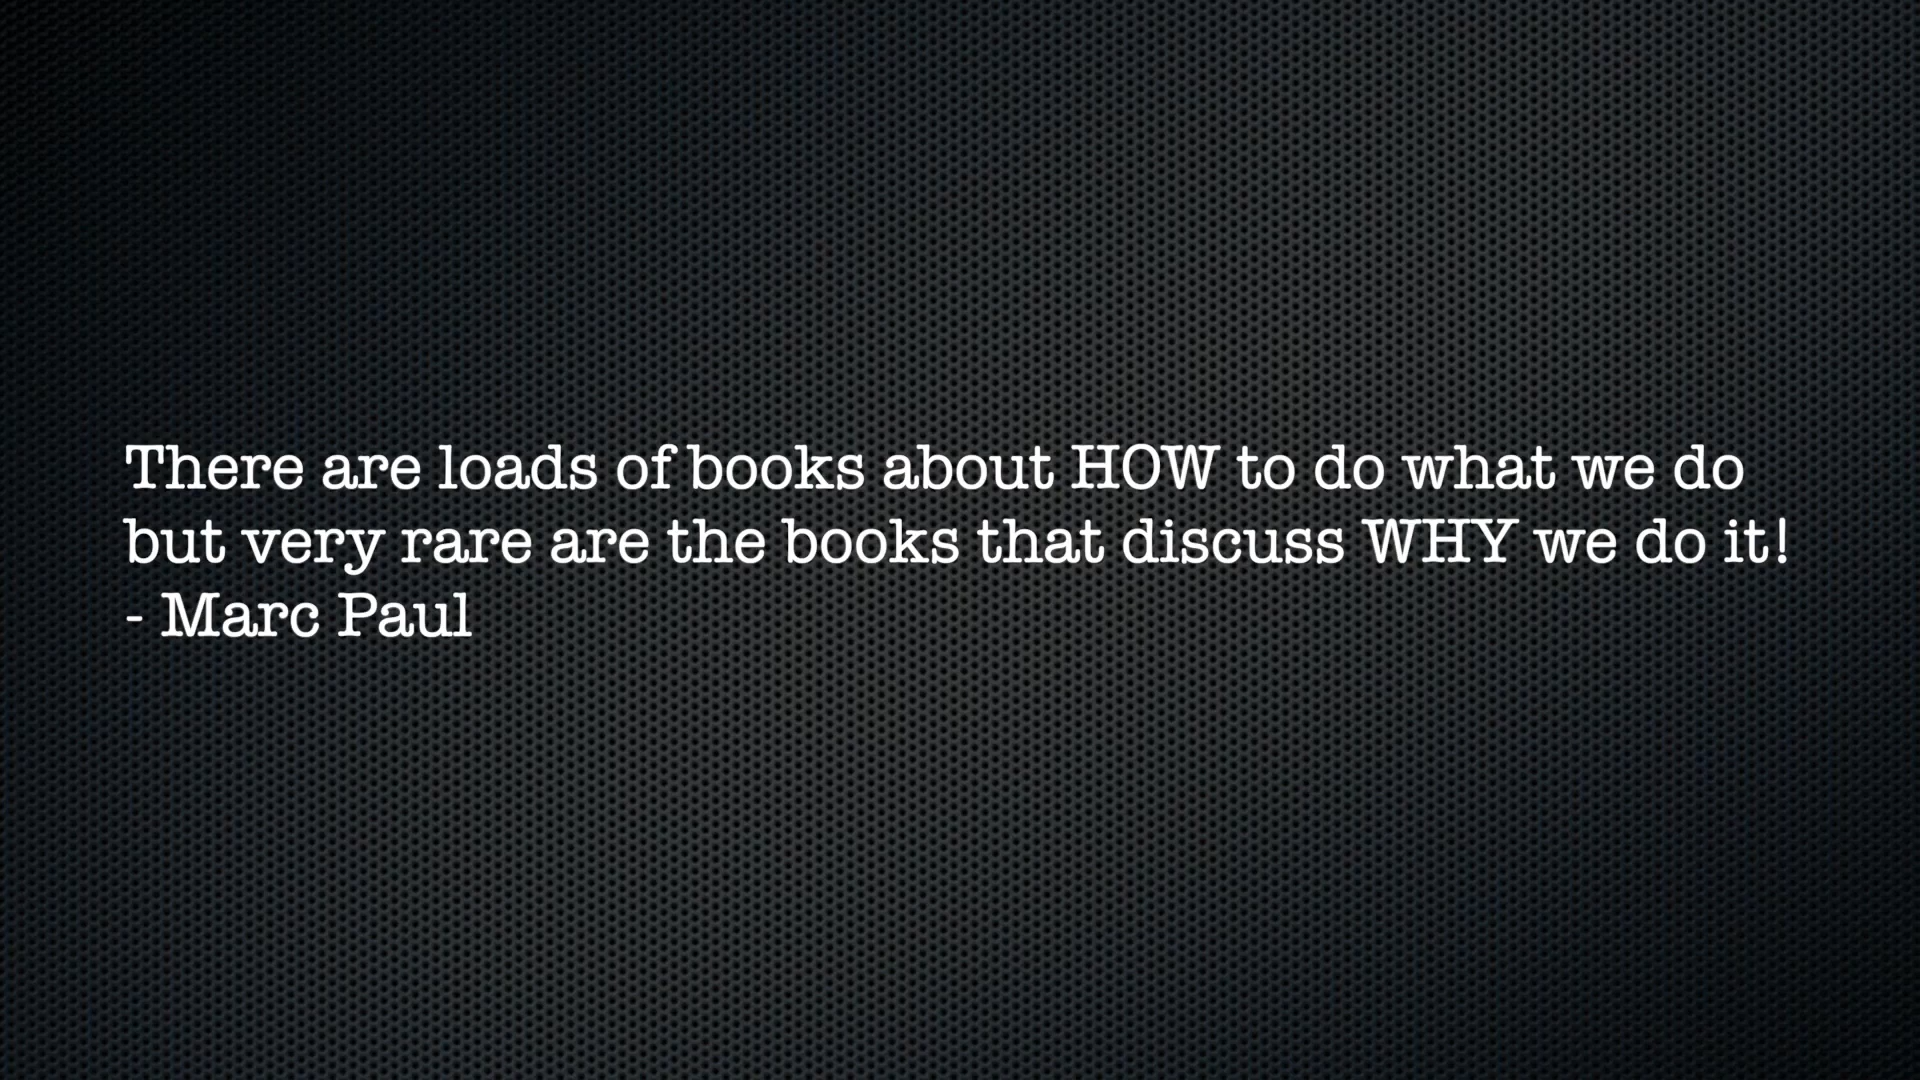 There are loads of books about HOW to do what we do
but very rare are the books that discuss WHY we do it!
- Marc Paul